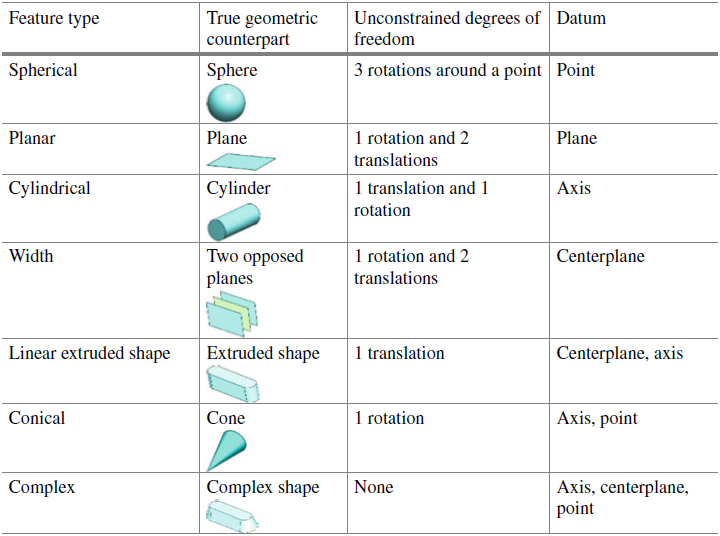 Feature type
True geometric
counterpart
Unconstrained degrees of
freedom
Datum
Spherical
Sphere
3 rotations around a point
Point
Planar
Plane
1 rotation and 2
translations
Plane
Cylindrical
Cylinder
1 translation and 1
rotation
Axis
Width
Two opposed
planes
1 rotation and 2
translations
Centerplane
Linear extruded shape
Extruded shape
1 translation
Centerplane, axis
Conical
Cone
1 rotation
Axis, point
Complex
Complex shape
None
Axis, centerplane,
point